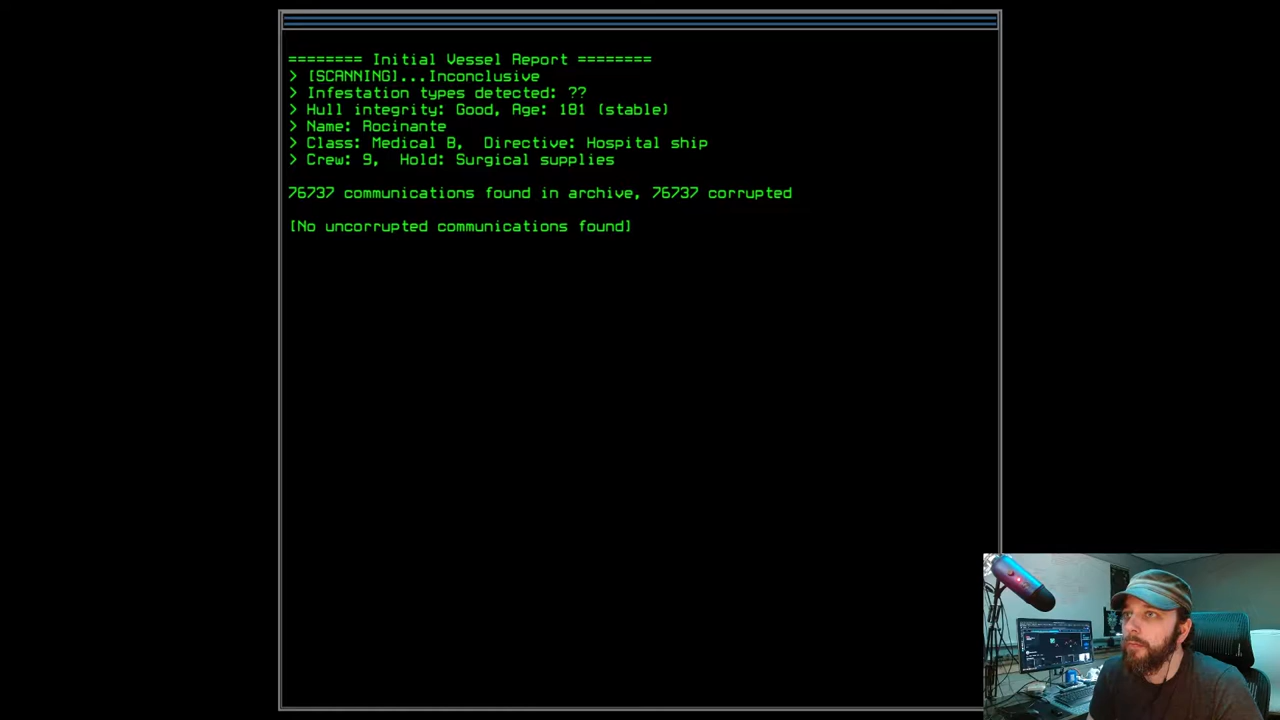 ======== Initial Vessel Report ========
> [SCANNING]...Inconclusive
> Infestation types detected: ??
> Hull integrity: Good, Age: 181 (stable)
> Name: Rocinante
> Class: Medical B,  Directive: Hospital ship
> Crew: 9,  Hold: Surgical supplies
76737 communications found in archive, 76737 corrupted
[No uncorrupted communications found]